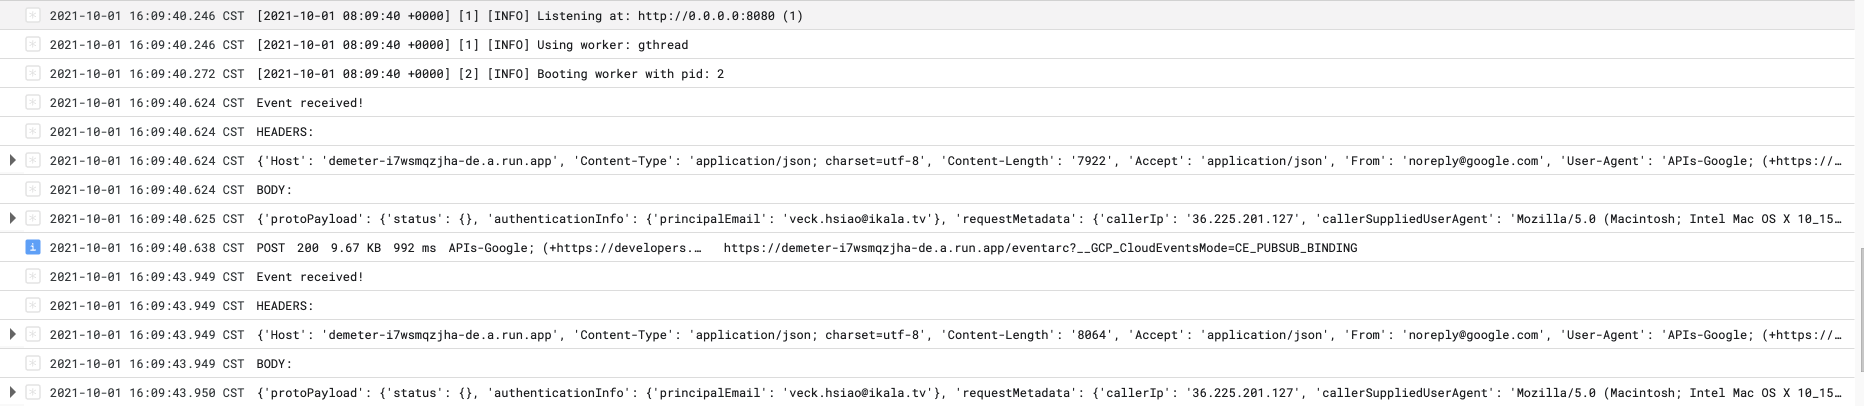 2021-10-01 16:09:40.246 CST [2021-10-01 08:09:40 +0000] [1] [INFO] Listening at: http://0.0.0.0:8080 (1)
2021-10-01 16:09:40.246 CST [2021-10-01 08:09:40 +0000] [1] [INFO] Using worker: gthread
2021-10-01 16:09:40.272 CST [2021-10-01 08:09:40 +0000] [2] [INFO] Booting worker with pid: 2
2021-10-01 16:09:40.624 CST Event received!
2021-10-01 16:09:40.624 CST HEADERS:
2021-10-01 16:09:40.624 CST {'Host': 'demeter-i7wsmqzjha-de.a.run.app', 'Content-Type': 'application/json; charset=utf-8', 'Content-Length': '7922', 'Accept': 'application/json', 'From': 'noreply@google.com', 'User-Agent': 'APIs-Google; (+https://…
2021-10-01 16:09:40.624 CST BODY:
2021-10-01 16:09:40.625 CST {'protoPayload': {'status': {}, 'authenticationInfo': {'principalEmail': 'veck.hsiao@ikala.tv'}, 'requestMetadata': {'callerIp': '36.225.201.127', 'callerSuppliedUserAgent': 'Mozilla/5.0 (Macintosh; Intel Mac OS X 10_15…
i 2021-10-01 16:09:40.638 CST POST 200 9.67 KB 992 ms APIs-Google; (+https://developers.… https://demeter-i7wsmqzjha-de.a.run.app/eventarc?__GCP_CloudEventsMode=CE_PUBSUB_BINDING
2021-10-01 16:09:43.949 CST Event received!
2021-10-01 16:09:43.949 CST HEADERS:
2021-10-01 16:09:43.949 CST {'Host': 'demeter-i7wsmqzjha-de.a.run.app', 'Content-Type': 'application/json; charset=utf-8', 'Content-Length': '8064', 'Accept': 'application/json', 'From': 'noreply@google.com', 'User-Agent': 'APIs-Google; (+https://…
2021-10-01 16:09:43.949 CST BODY:
2021-10-01 16:09:43.950 CST {'protoPayload': {'status': {}, 'authenticationInfo': {'principalEmail': 'veck.hsiao@ikala.tv'}, 'requestMetadata': {'callerIp': '36.225.201.127', 'callerSuppliedUserAgent': 'Mozilla/5.0 (Macintosh; Intel Mac OS X 10_15…